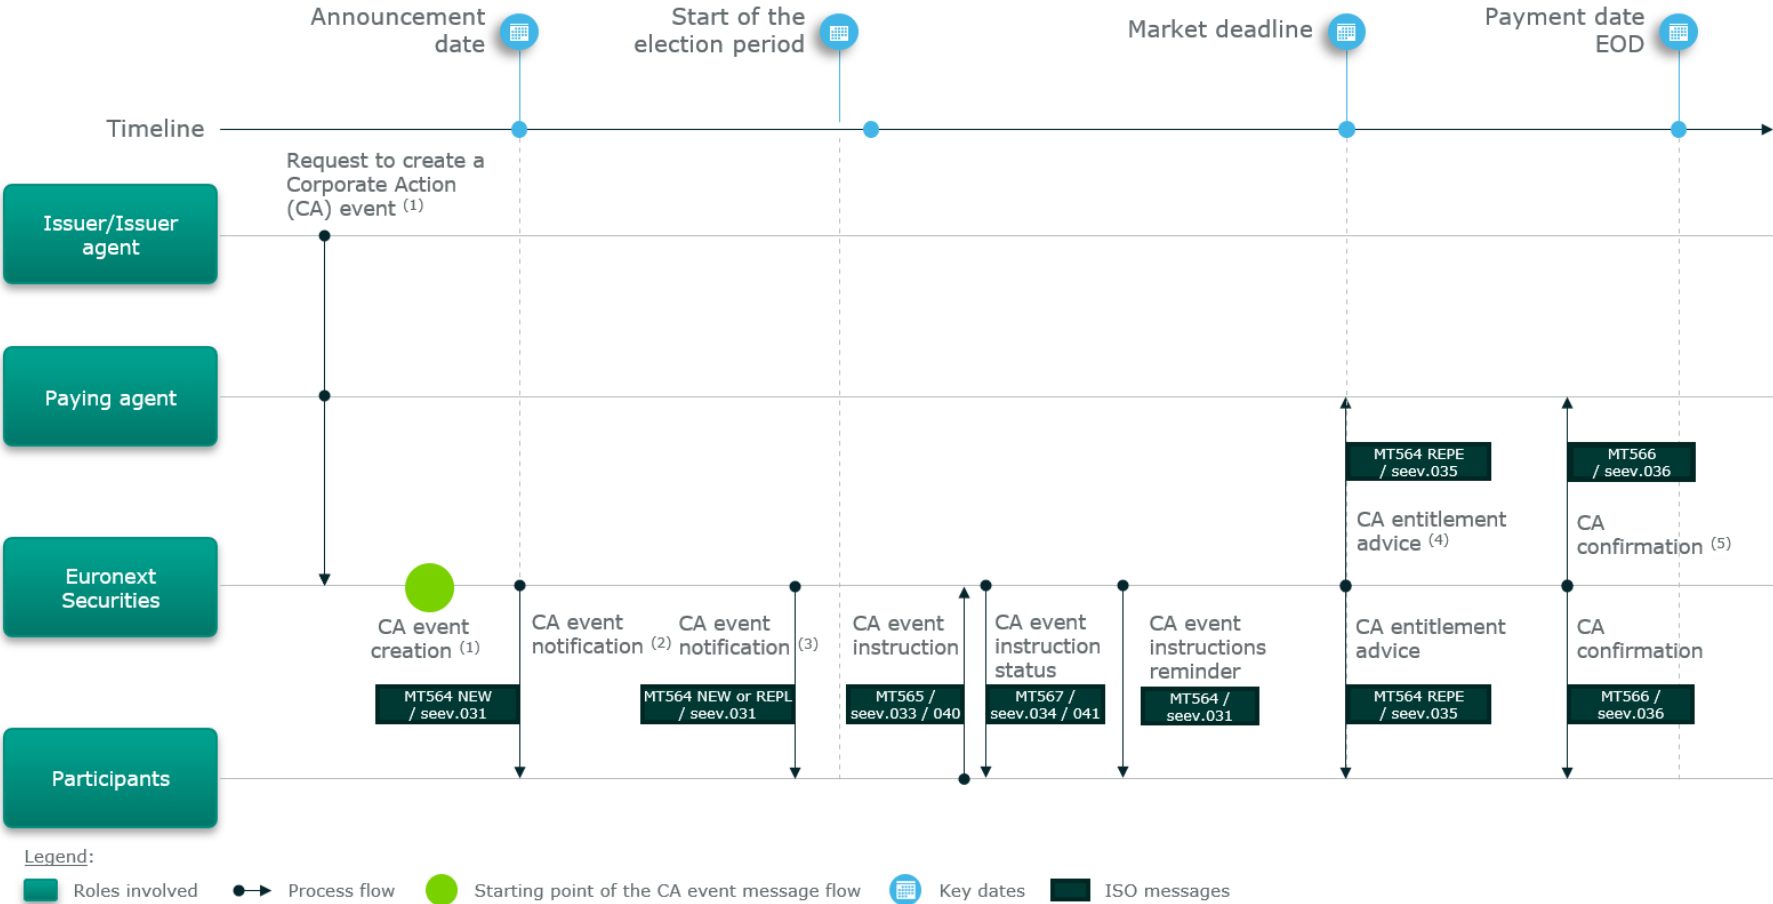 Announcement
date
Start of the
election period
Market deadline
Payment date
EOD
Timeline
Request to create a
Corporate Action
(CA) event (1)
Issuer/Issuer
agent
Paying agent
MT564 REPE
/ seev.035
MT566
/ seev.036
CA entitlement
advice (4)
CA
confirmation (5)
Euronext
Securities
CA event
creation (1)
CA event
notification (2)
CA event
notification (3)
CA event
instruction
CA event
instruction
status
CA event
instructions
reminder
CA entitlement
advice
CA
confirmation
MT564 NEW
/ seev.031
MT564 NEW or REPL
/ seev.031
MT565 /
seev.033 / 040
MT567 /
seev.034 / 041
MT564 /
seev.031
MT564 REPE
/ seev.035
MT566 /
seev.036
Participants
Legend:
Roles involved
Process flow
Starting point of the CA event message flow
Key dates
ISO messages